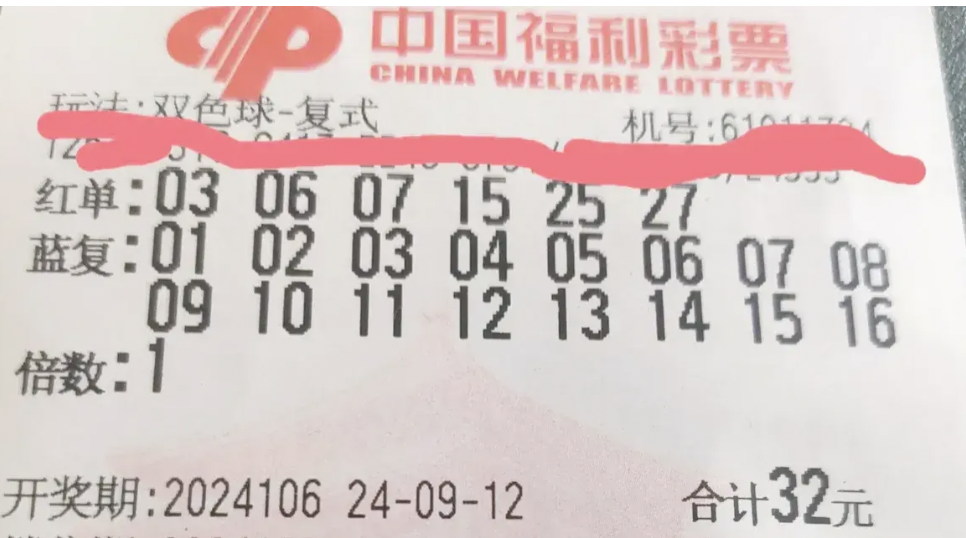 中国福利彩票
CHINA WELFARE LOTTERY
玩法:双色球-复式 机号:61011704
红单:03 06 07 15 25 27
蓝复:01 02 03 04 05 06 07 08
09 10 11 12 13 14 15 16
倍数:1
开奖期:2024106 24-09-12 合计32元